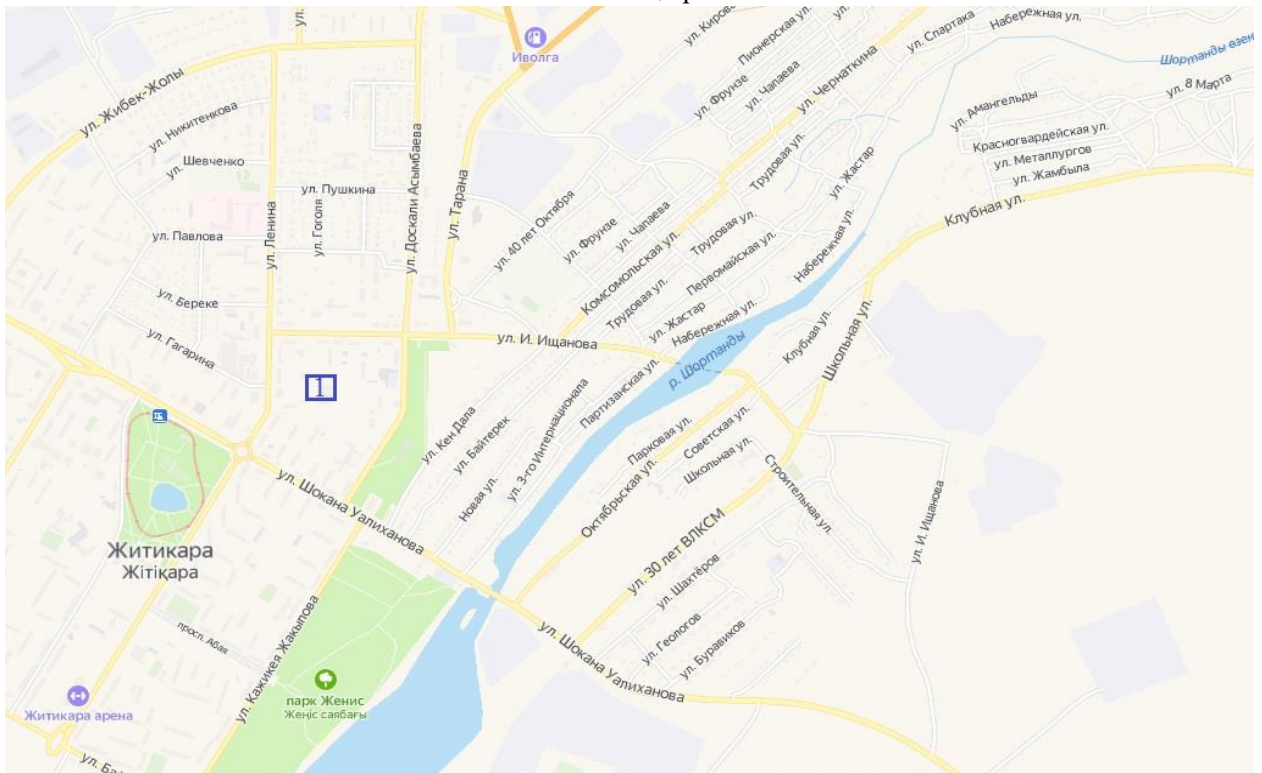 ул. Кировс
Пионерская ул.
ул. Спартака
Набережная ул.
Иволга
Шортанды өзен
ул. Жибек-Жолы
ул. Чернаткина
ул. Фрунзе
ул. Чапаева
ул. 8 Марта
ул. Никитенкова
ул. Амангельды
Красногвардейская ул.
ул. Металлургов
ул. Жамбыла
Шевченко
ул. Доскали Асымбаева
ул. Тарана
Трудовая ул.
ул. Жастар
ул. Пушкина
ул. Гоголя
ул. Ленина
Клубная ул.
ул. Павлова
ул. 40 лет Октября
ул. Фрунзе
ул. Чапаева
Трудовая ул.
Комсомольская ул.
Первомайская ул.
Набережная ул.
ул. Береке
Трудовая ул.
ул. Жастар
Набережная ул.
ул. Гагарина
ул. И. Ищанова
р. Шортанды
Клубная ул.
Школьная ул.
1
Партизанская ул.
ул. Кен Дала
ул. Байтерек
ул. 3-го Интернационала
Новая ул.
Парковая ул.
Советская ул.
Школьная ул.
Октябрьская ул.
Строительная ул.
ул. Шокана Уалиханова
ул. И. Ищанова
Житикара
Жітіқара
ул. 30 лет ВЛКСМ
ул. Шахтёров
ул. Геологов
ул. Буравиков
просп. Абая
ул. Кажикея Жакыпова
ул. Шокана Уалиханова
парк Женис
Жеңіс саябағы
Житикара арена
ул. Ба